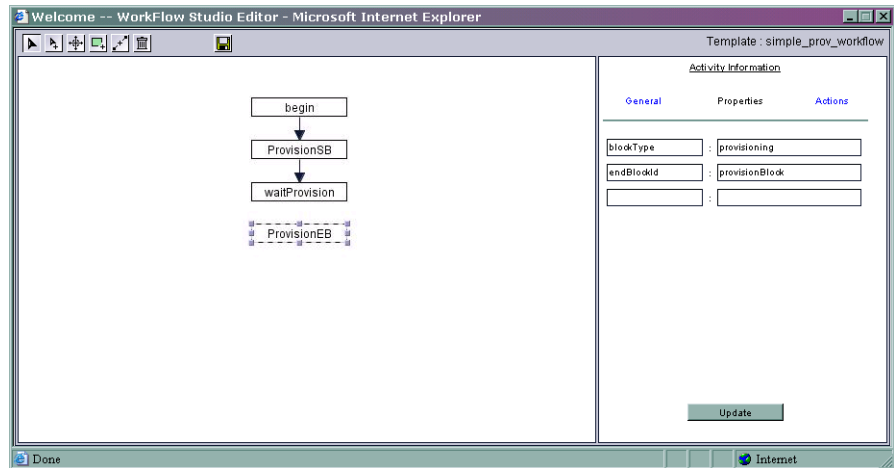 Welcome -- WorkFlow Studio Editor - Microsoft Internet Explorer
Template : simple_prov_workflow
Activity Information
General Properties Actions
begin
ProvisionSB
waitProvision
ProvisionEB
blockType : provisioning
endBlockId : provisionBlock
:
Update
Done
Internet